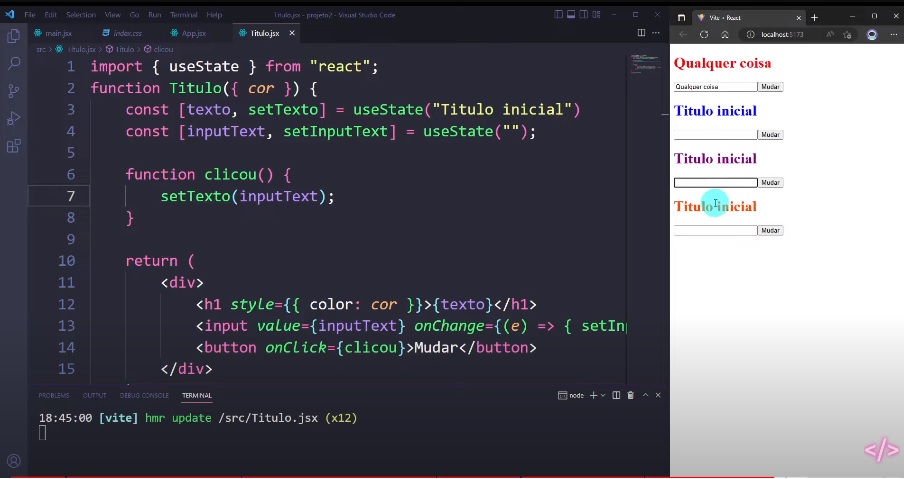 File Edit Selection View Go Run Terminal Help
Titulo.jsx - projeto2 - Visual Studio Code
main.jsx index.css App.jsx Titulo.jsx
src > Titulo.jsx > Titulo > clicou
1 import { useState } from "react";
2 function Titulo({ cor }) {
3 const [texto, setTexto] = useState("Titulo inicial")
4 const [inputText, setInputText] = useState("");
5
6 function clicou() {
7 setTexto(inputText);
8 }
9
10 return (
11 <div>
12 <h1 style={{ color: cor }}>{texto}</h1>
13 <input value={inputText} onChange={(e) => { setInp
14 <button onClick={clicou}>Mudar</button>
15 </div>
PROBLEMS OUTPUT DEBUG CONSOLE TERMINAL
node
18:45:00 [vite] hmr update /src/Titulo.jsx (x12)
Vite + React
localhost:5173
Qualquer coisa
Qualquer coisa Mudar
Titulo inicial
Mudar
Titulo inicial
Mudar
Titulo inicial
Mudar
</>